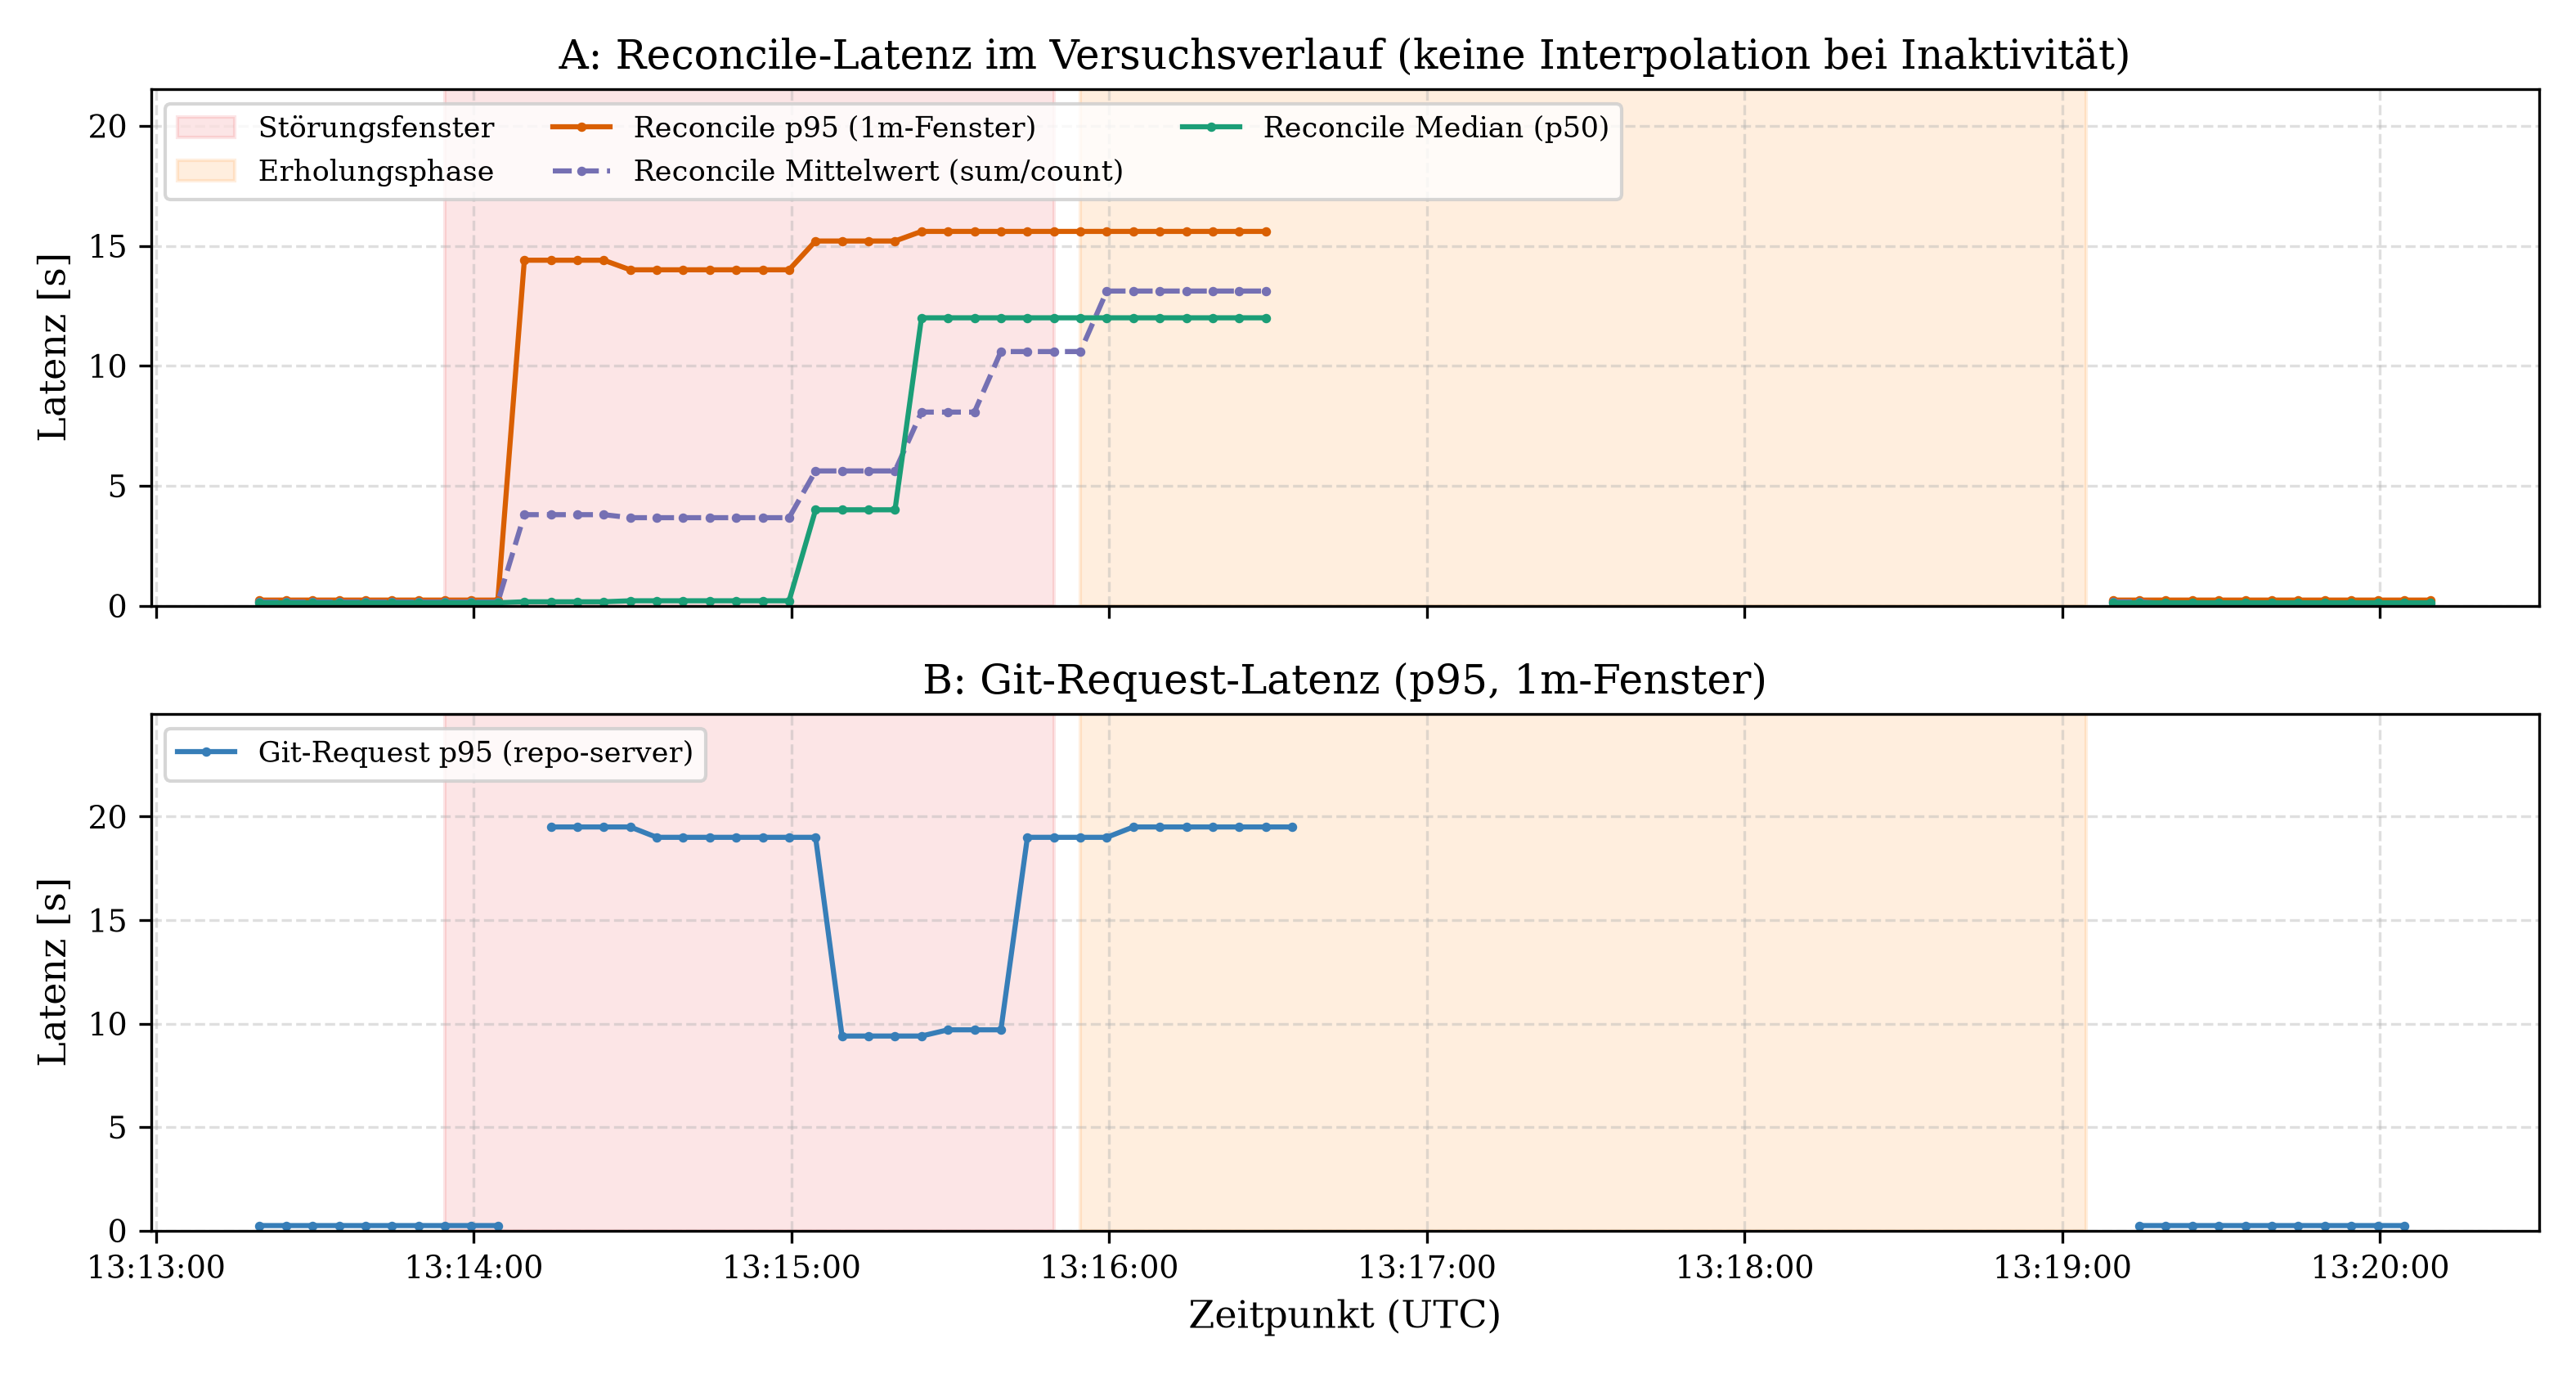 A: Reconcile-Latenz im Versuchsverlauf (keine Interpolation bei Inaktivität)
Störungsfenster
Erholungsphase
Reconcile p95 (1m-Fenster)
Reconcile Mittelwert (sum/count)
Reconcile Median (p50)
Latenz [s]
20
15
10
5
0
B: Git-Request-Latenz (p95, 1m-Fenster)
Git-Request p95 (repo-server)
Latenz [s]
20
15
10
5
0
13:13:00 13:14:00 13:15:00 13:16:00 13:17:00 13:18:00 13:19:00 13:20:00
Zeitpunkt (UTC)